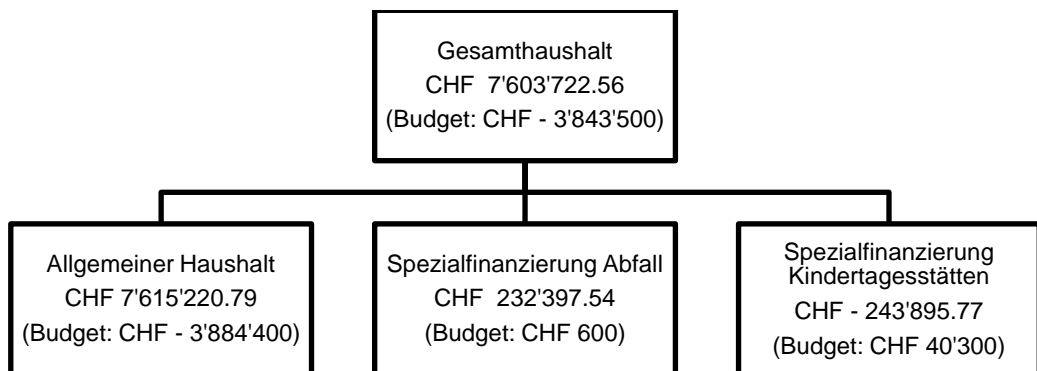 Gesamthaushalt
CHF 7'603'722.56
(Budget: CHF - 3'843'500)
Allgemeiner Haushalt
CHF 7'615'220.79
(Budget: CHF - 3'884'400)
Spezialfinanzierung Abfall
CHF 232'397.54
(Budget: CHF 600)
Spezialfinanzierung
Kindertagesstätten
CHF - 243'895.77
(Budget: CHF 40'300)